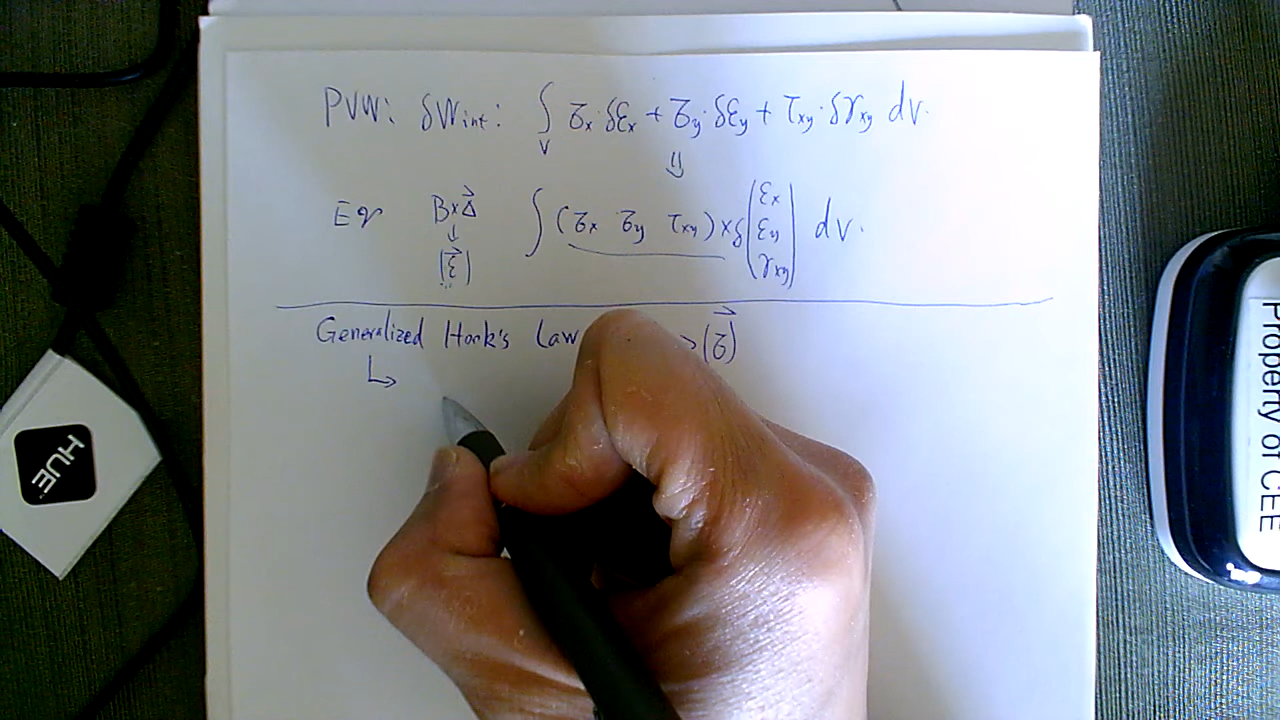 PVW: δWint: ∫V σx·δεx + σy·δεy + τxy·δγxy dv.
⇓
Eq B×Δ⃗ ∫ (σx σy τxy) × δ (εx εy γxy) dv.
↓
(ε⃗)
Generalized Hook's Law >(σ⃗)
↳
HUE
Property of CEE